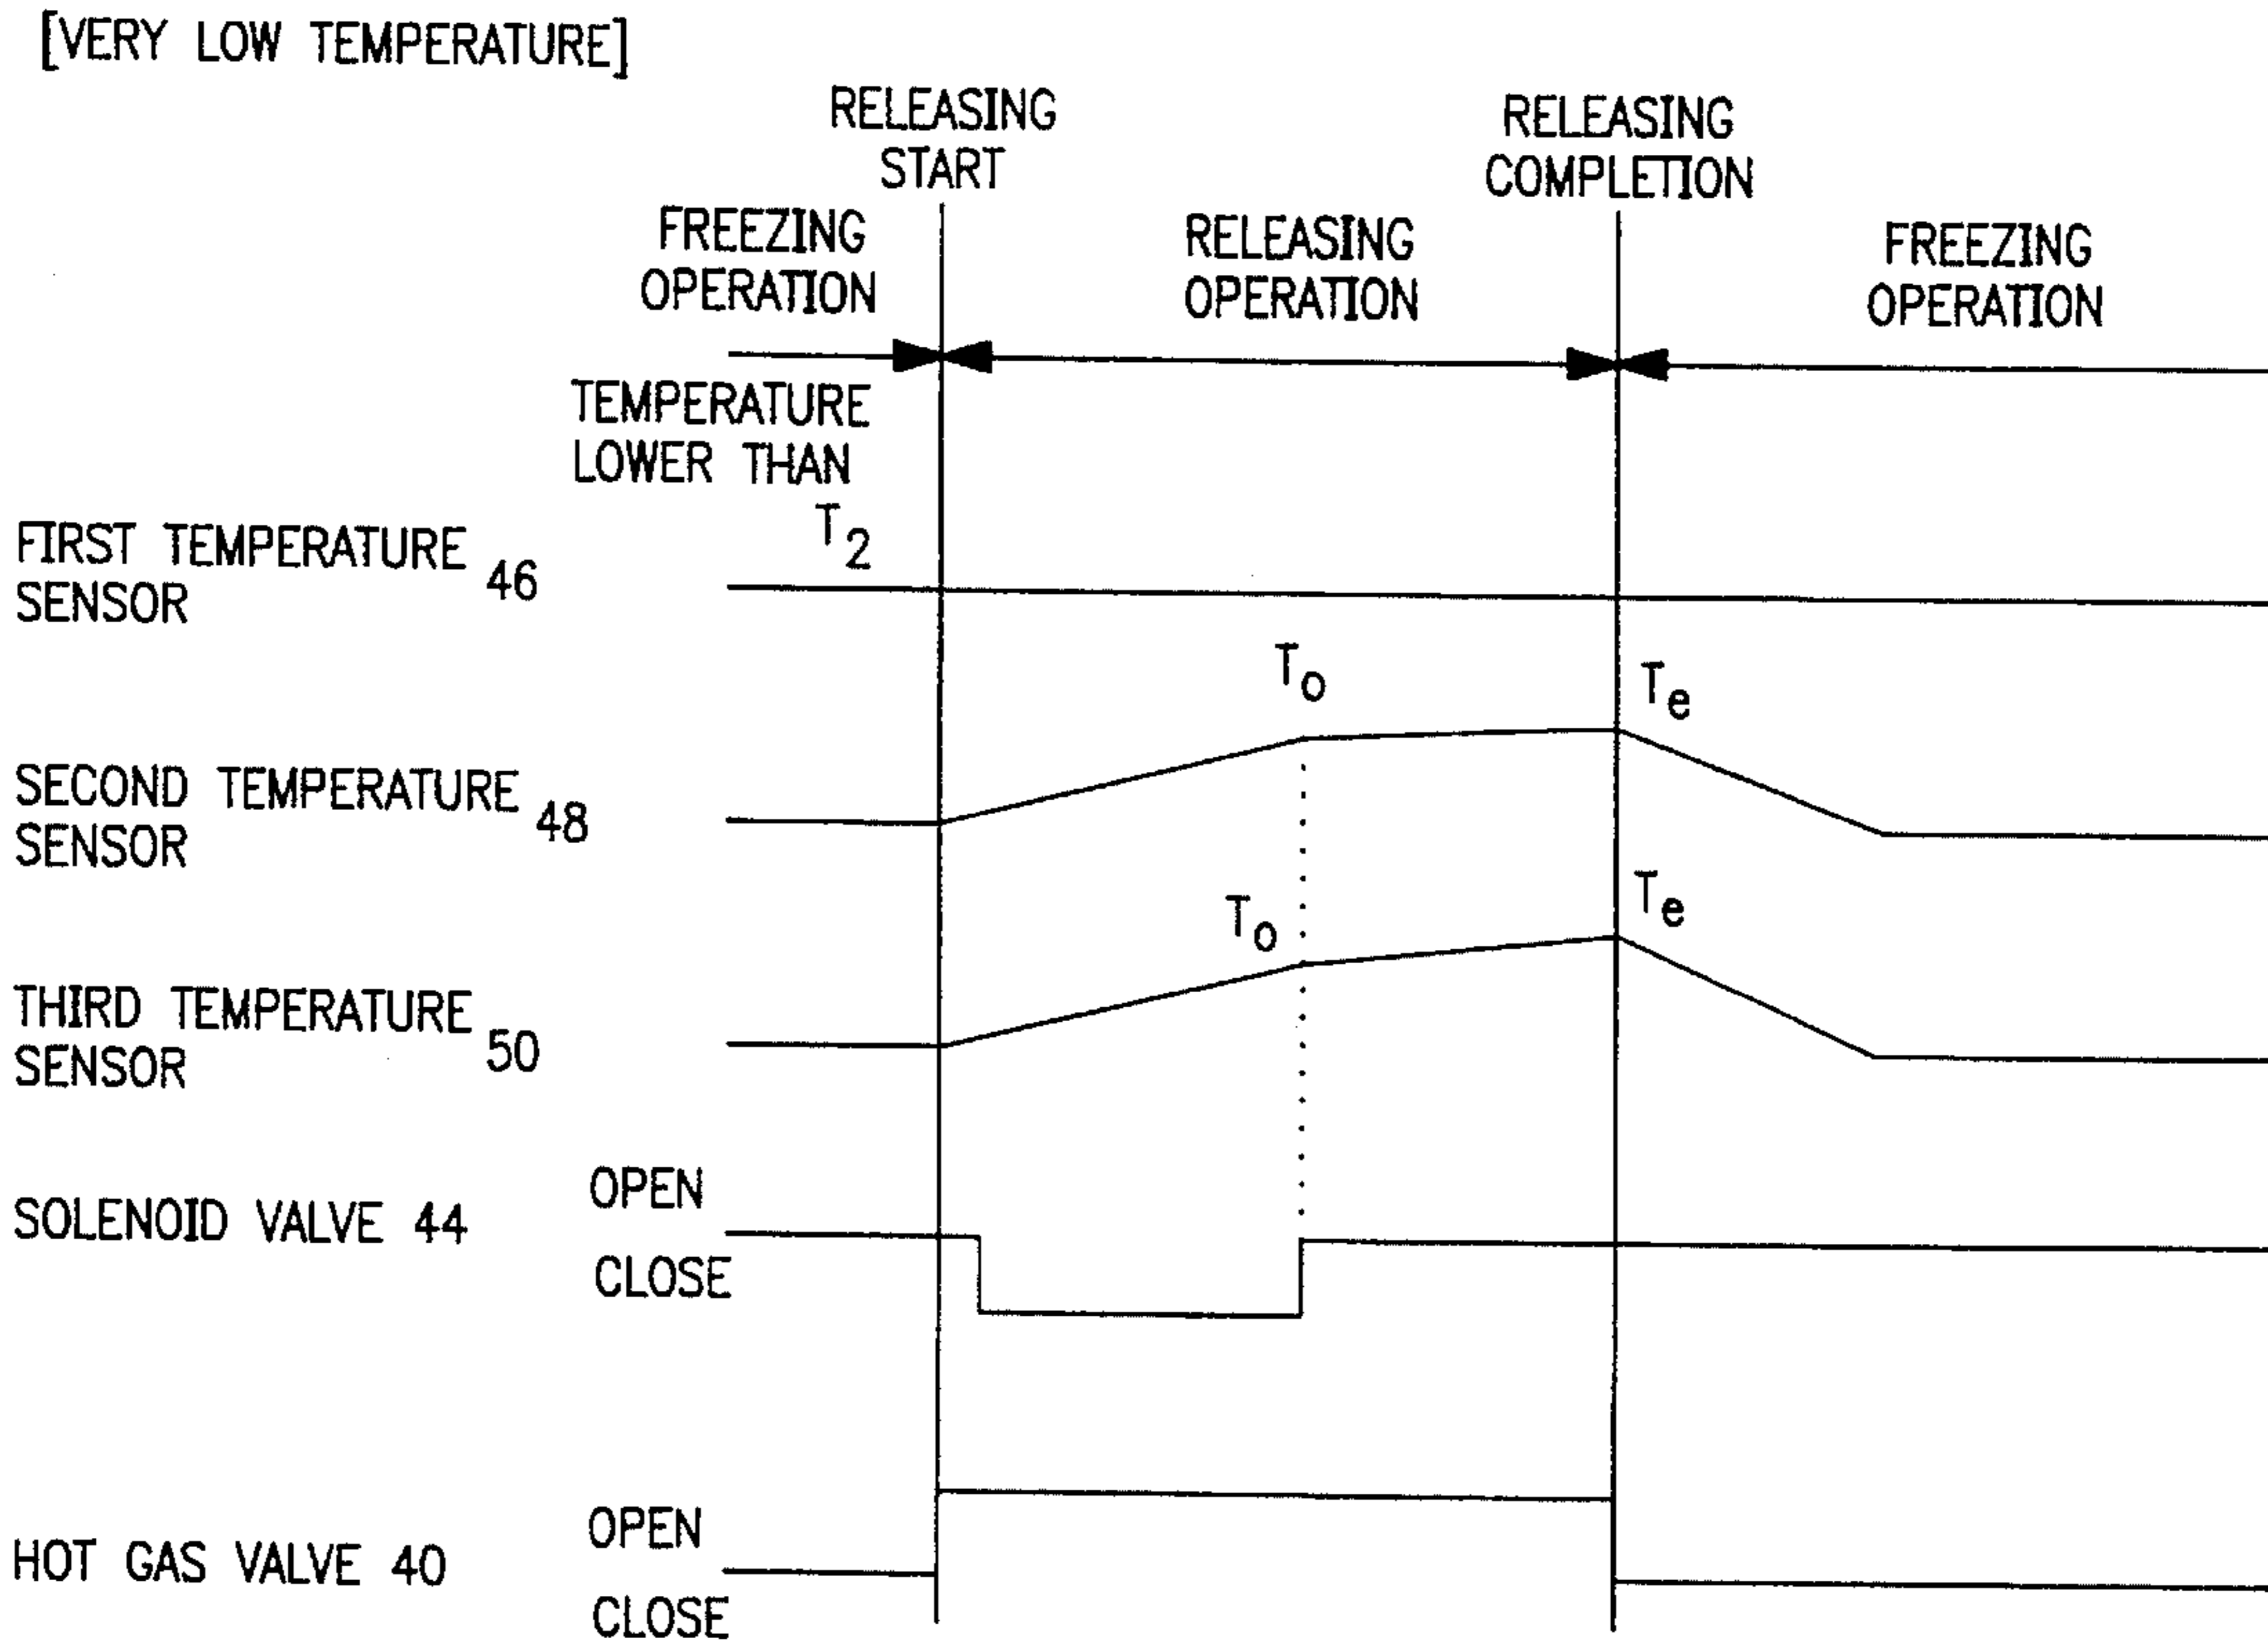 [VERY LOW TEMPERATURE]
RELEASING
START
RELEASING
COMPLETION
FREEZING
OPERATION
RELEASING
OPERATION
FREEZING
OPERATION
TEMPERATURE
LOWER THAN
T2
FIRST TEMPERATURE
SENSOR 46
To
Te
SECOND TEMPERATURE
SENSOR 48
To
Te
THIRD TEMPERATURE
SENSOR 50
OPEN
SOLENOID VALVE 44
CLOSE
OPEN
HOT GAS VALVE 40
CLOSE